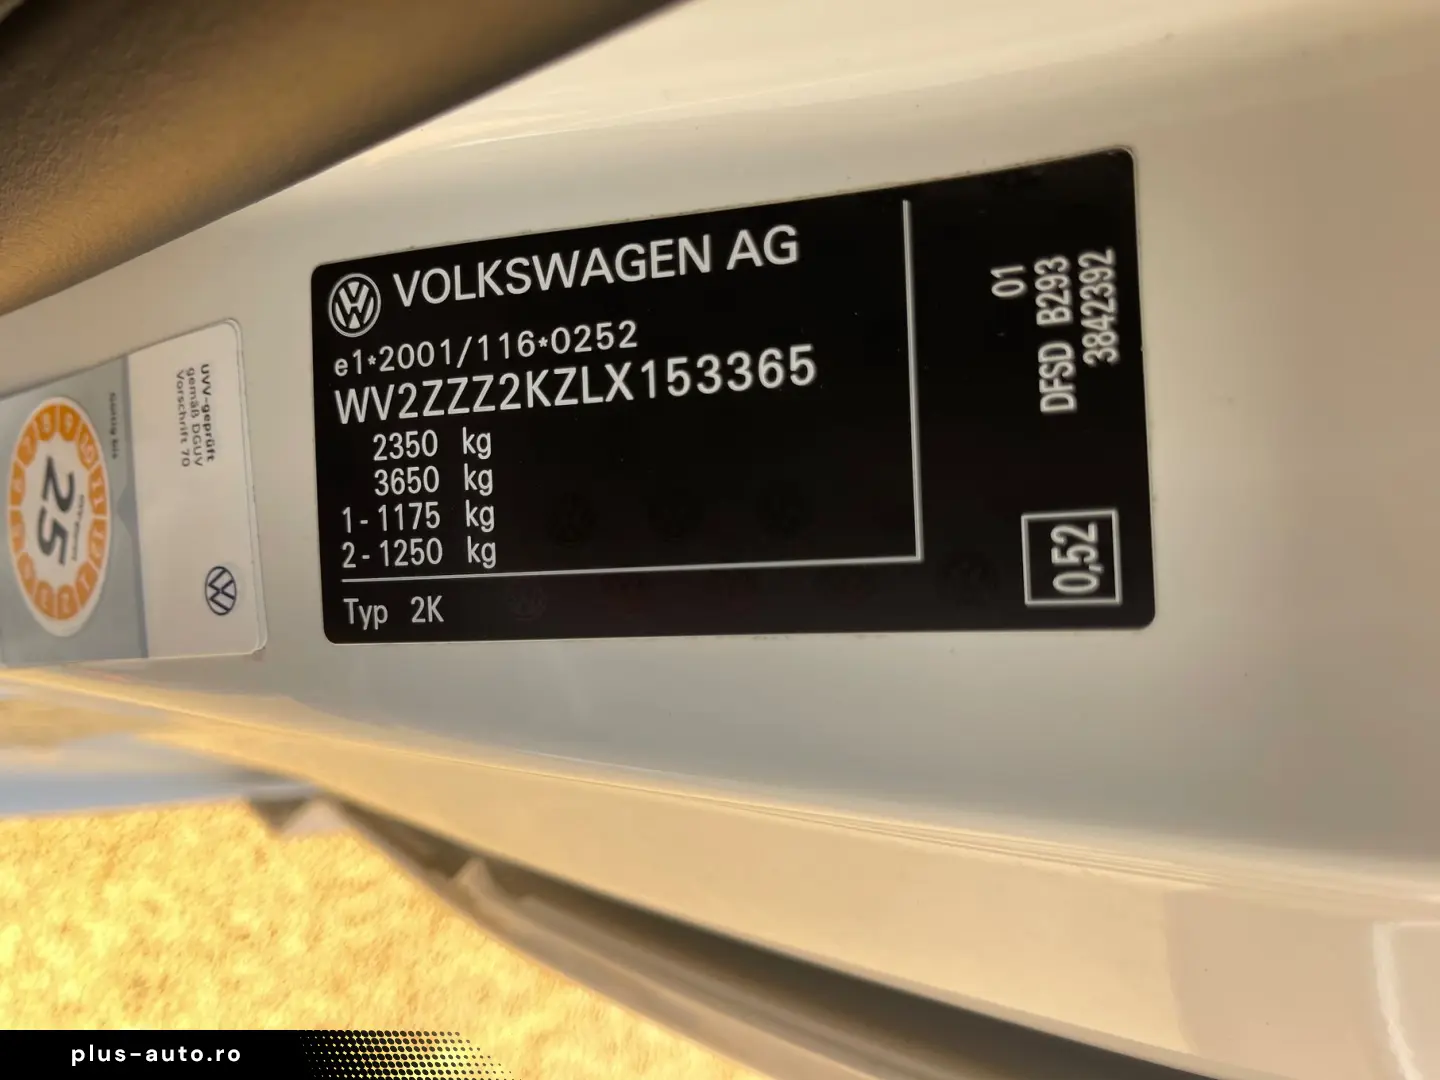 VOLKSWAGEN AG
e1*2001/116*0252
WV2ZZZ2KZLX153365
2350 kg
3650 kg
1-1175 kg
2-1250 kg
Typ 2K
01
DFSD B293
3842392
0,52
UVV-geprüft
gemäß DGUV
Vorschrift 70
25
plus-auto.ro